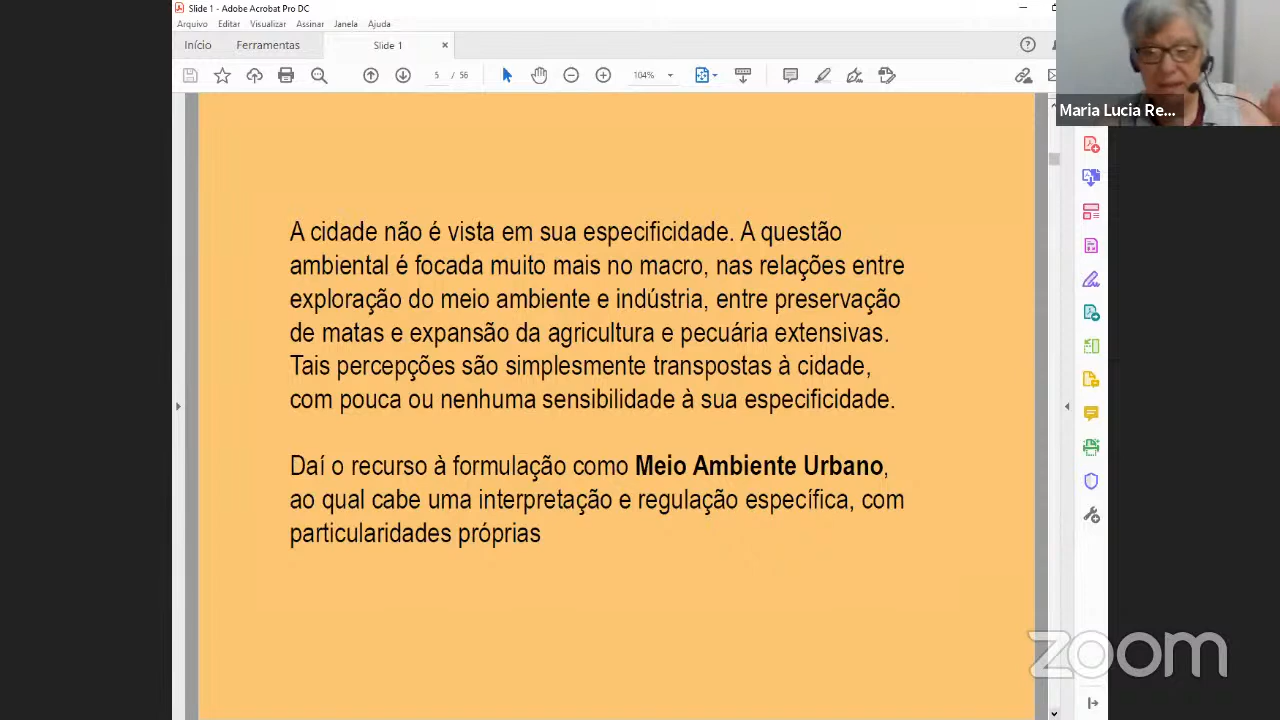 Slide 1 - Adobe Acrobat Pro DC
Arquivo Editar Visualizar Assinar Janela Ajuda
Início Ferramentas Slide 1
5 / 56 104%
Maria Lucia Re...
A cidade não é vista em sua especificidade. A questão
ambiental é focada muito mais no macro, nas relações entre
exploração do meio ambiente e indústria, entre preservação
de matas e expansão da agricultura e pecuária extensivas.
Tais percepções são simplesmente transpostas à cidade,
com pouca ou nenhuma sensibilidade à sua especificidade.
Daí o recurso à formulação como Meio Ambiente Urbano,
ao qual cabe uma interpretação e regulação específica, com
particularidades próprias
zoom